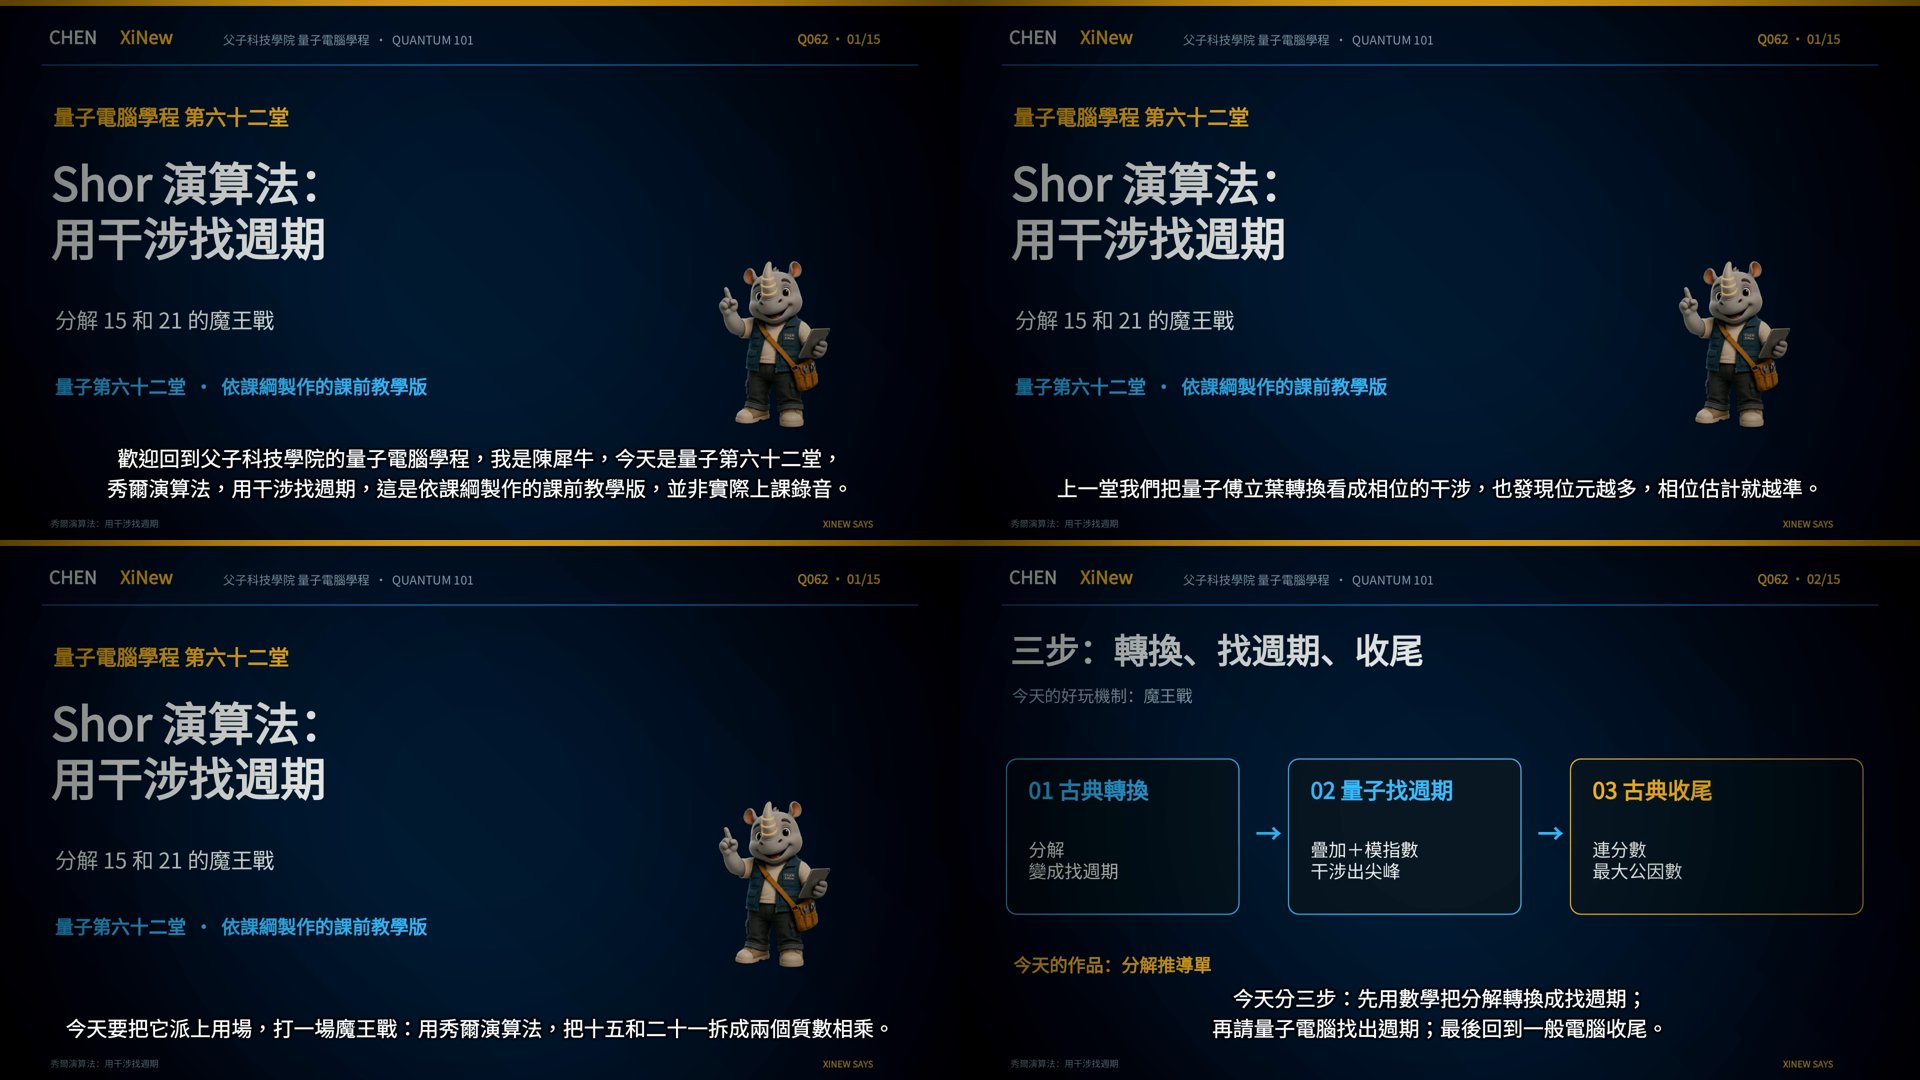 CHEN XiNew 父子科技學院 量子電腦學程 · QUANTUM 101 Q062 · 01/15
量子電腦學程 第六十二堂
Shor 演算法：
用干涉找週期
分解 15 和 21 的魔王戰
量子第六十二堂 · 依課綱製作的課前教學版
歡迎回到父子科技學院的量子電腦學程，我是陳犀牛，今天是量子第六十二堂，
秀爾演算法，用干涉找週期，這是依課綱製作的課前教學版，並非實際上課錄音。
秀爾演算法：用干涉找週期 XINEW SAYS
CHEN XiNew 父子科技學院 量子電腦學程 · QUANTUM 101 Q062 · 01/15
量子電腦學程 第六十二堂
Shor 演算法：
用干涉找週期
分解 15 和 21 的魔王戰
量子第六十二堂 · 依課綱製作的課前教學版
上一堂我們把量子傅立葉轉換看成相位的干涉，也發現位元越多，相位估計就越準。
秀爾演算法：用干涉找週期 XINEW SAYS
CHEN XiNew 父子科技學院 量子電腦學程 · QUANTUM 101 Q062 · 01/15
量子電腦學程 第六十二堂
Shor 演算法：
用干涉找週期
分解 15 和 21 的魔王戰
量子第六十二堂 · 依課綱製作的課前教學版
今天要把它派上用場，打一場魔王戰：用秀爾演算法，把十五和二十一拆成兩個質數相乘。
秀爾演算法：用干涉找週期 XINEW SAYS
CHEN XiNew 父子科技學院 量子電腦學程 · QUANTUM 101 Q062 · 02/15
三步：轉換、找週期、收尾
今天的好玩機制：魔王戰
01 古典轉換
分解
變成找週期
→
02 量子找週期
疊加＋模指數
干涉出尖峰
→
03 古典收尾
連分數
最大公因數
今天的作品：分解推導單
今天分三步：先用數學把分解轉換成找週期；
再請量子電腦找出週期；最後回到一般電腦收尾。
秀爾演算法：用干涉找週期 XINEW SAYS